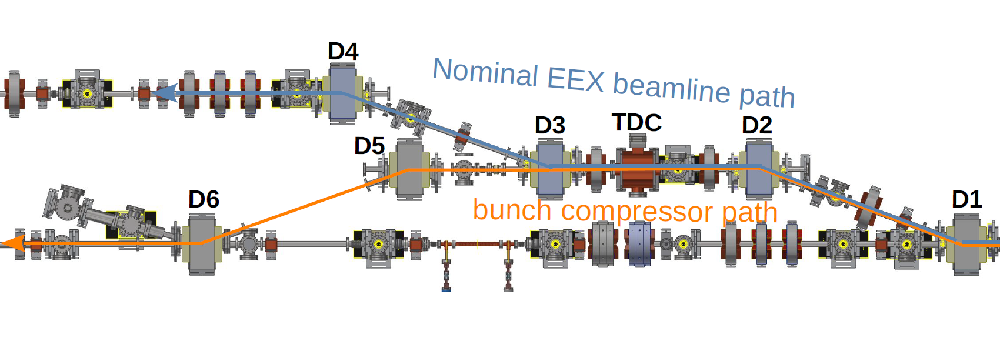 D4
Nominal EEX beamline path
D3
TDC
D2
D5
D6
bunch compressor path
D1